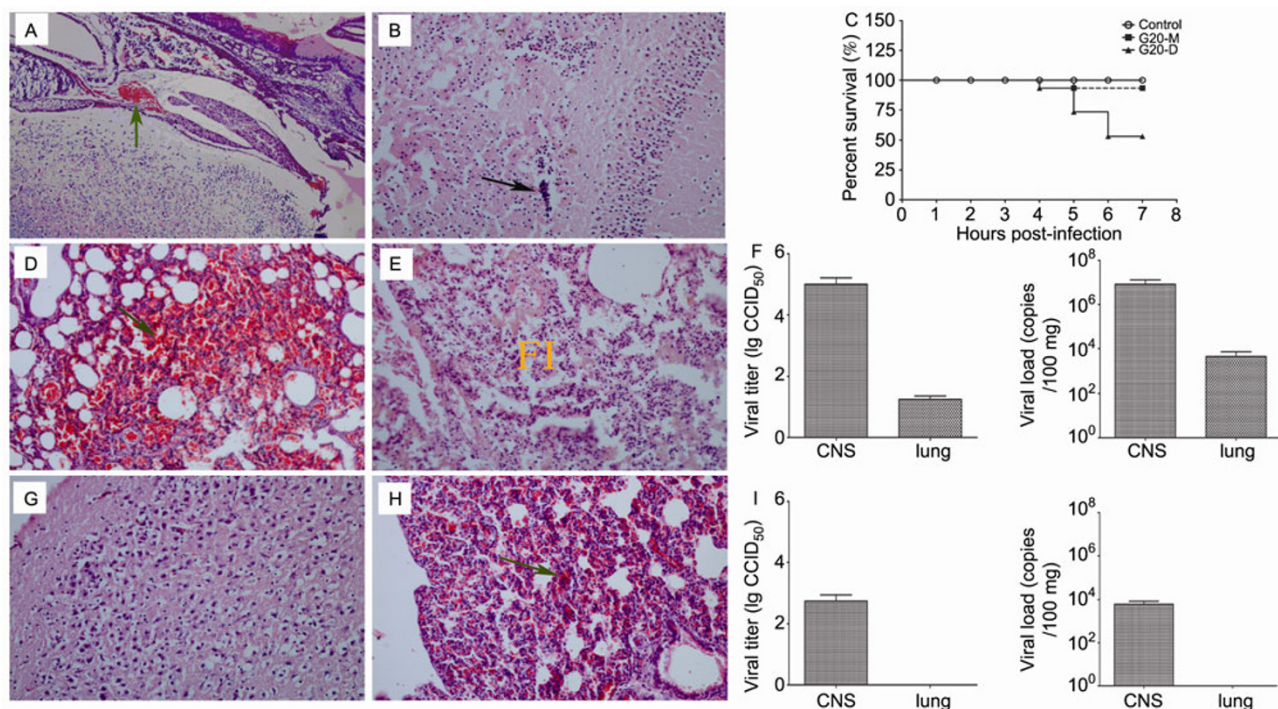 A
B
C
150
125
100
75
50
25
0
Percent survival (%)
0 1 2 3 4 5 6 7 8
Hours post-infection
Control
G20-M
G20-D
D
E
FI
F
6
4
2
0
Viral titer (lg CCID50)
CNS lung
10^8
10^6
10^4
10^2
10^0
Viral load (copies
/100 mg)
CNS lung
G
H
I
6
4
2
0
Viral titer (lg CCID50)
CNS lung
10^8
10^6
10^4
10^2
10^0
Viral load (copies
/100 mg)
CNS lung